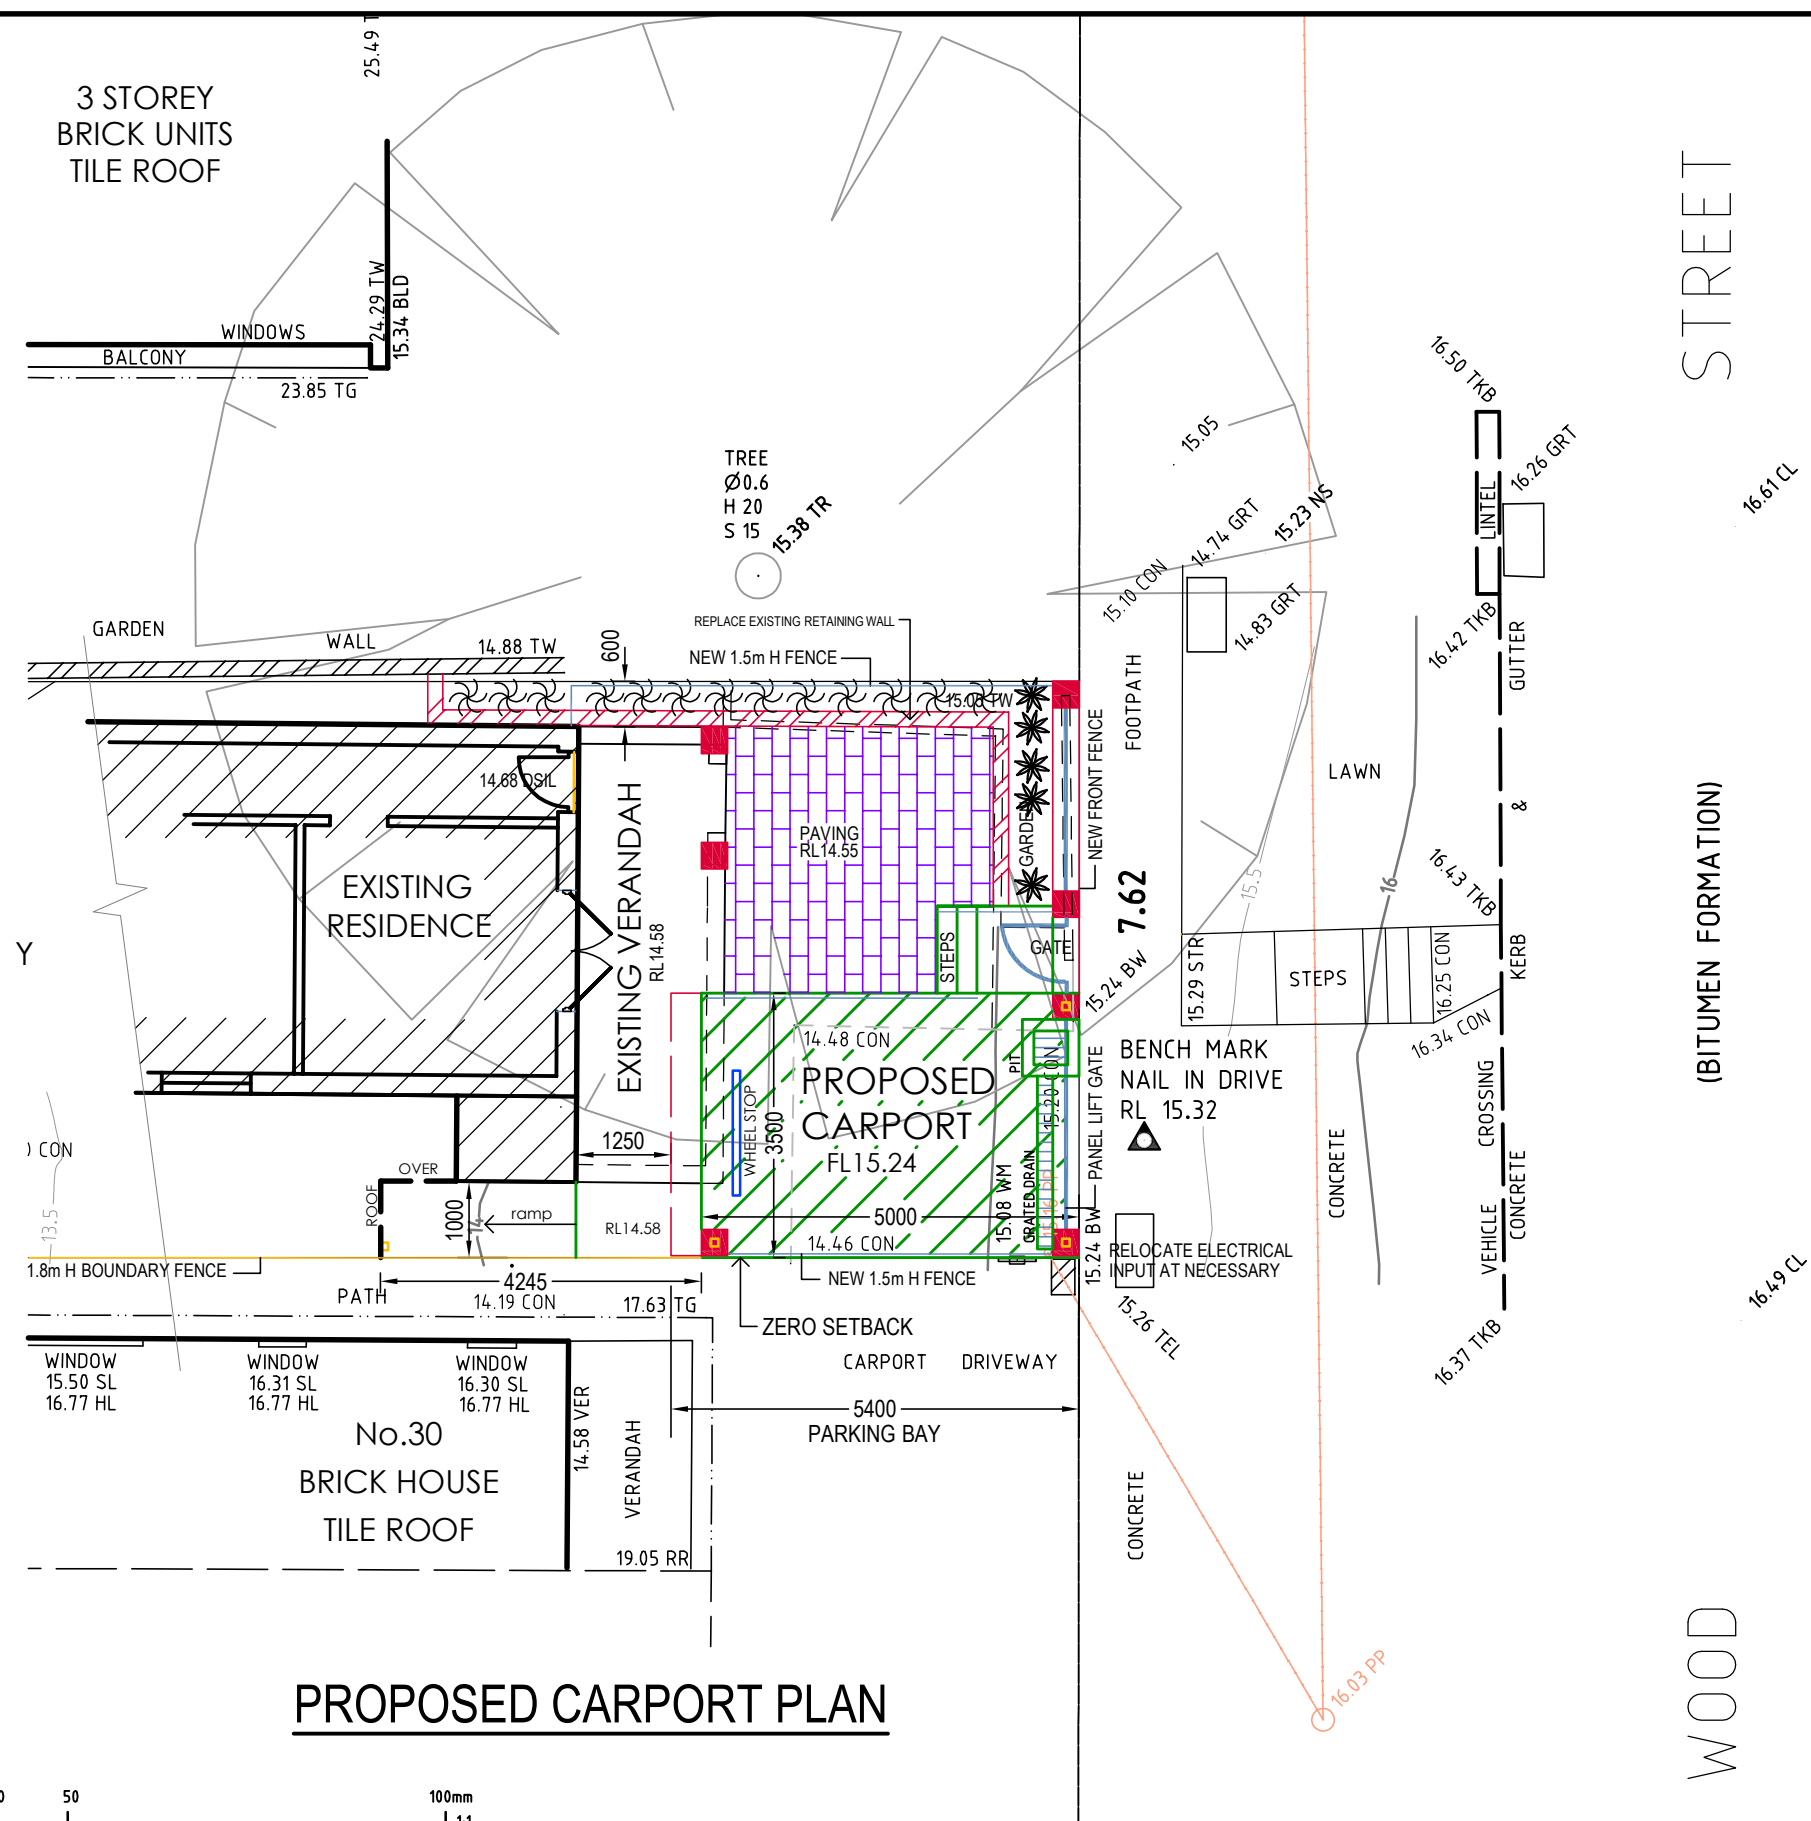 25.49
3 STOREY
BRICK UNITS
TILE ROOF
STREET
24.29 TW
15.34 BLD
WINDOWS
BALCONY
23.85 TG
16.50 TKB
16.26 GRT
16.61 CL
LINTEL
15.05
TREE
Ø0.6
H 20
S 15
15.38 TR
14.74 GRT
15.23 NS
15.10 CON
14.83 GRT
16.42 TKB
GUTTER
GARDEN
WALL
14.88 TW
600
REPLACE EXISTING RETAINING WALL
NEW 1.5m H FENCE
FOOTPATH
NEW FRONT FENCE
LAWN
&
14.68 DSIL
EXISTING VERANDAH
RL14.58
PAVING
RL14.55
GARDEN
7.62
15.5
16
16.43 TKB
(BITUMEN FORMATION)
EXISTING
RESIDENCE
Y
STEPS
GATE
15.24 BW
15.29 STR
STEPS
16.25 CON
KERB
16.34 CON
14.48 CON
PIT
15.20 CON
BENCH MARK
NAIL IN DRIVE
RL 15.32
PROPOSED
CARPORT
FL15.24
WHEEL STOP
3500
PANEL LIFT GATE
CROSSING
VEHICLE
CONCRETE
CONCRETE
CON
1250
OVER
ROOF
1000
14
ramp
RL14.58
5000
14.46 CON
15.08 WM
GRATED DRAIN
15.24 BW
RELOCATE ELECTRICAL
INPUT AT NECESSARY
13.5
1.8m H BOUNDARY FENCE
4245
NEW 1.5m H FENCE
PATH
14.19 CON
17.63 TG
ZERO SETBACK
15.26 TEL
16.49 CL
16.37 TKB
WINDOW
15.50 SL
16.77 HL
WINDOW
16.31 SL
16.77 HL
WINDOW
16.30 SL
16.77 HL
CARPORT DRIVEWAY
5400
PARKING BAY
No.30
BRICK HOUSE
TILE ROOF
14.58 VER
VERANDAH
19.05 RR
CONCRETE
16.03 PP
WOOD
PROPOSED CARPORT PLAN
50
100mm